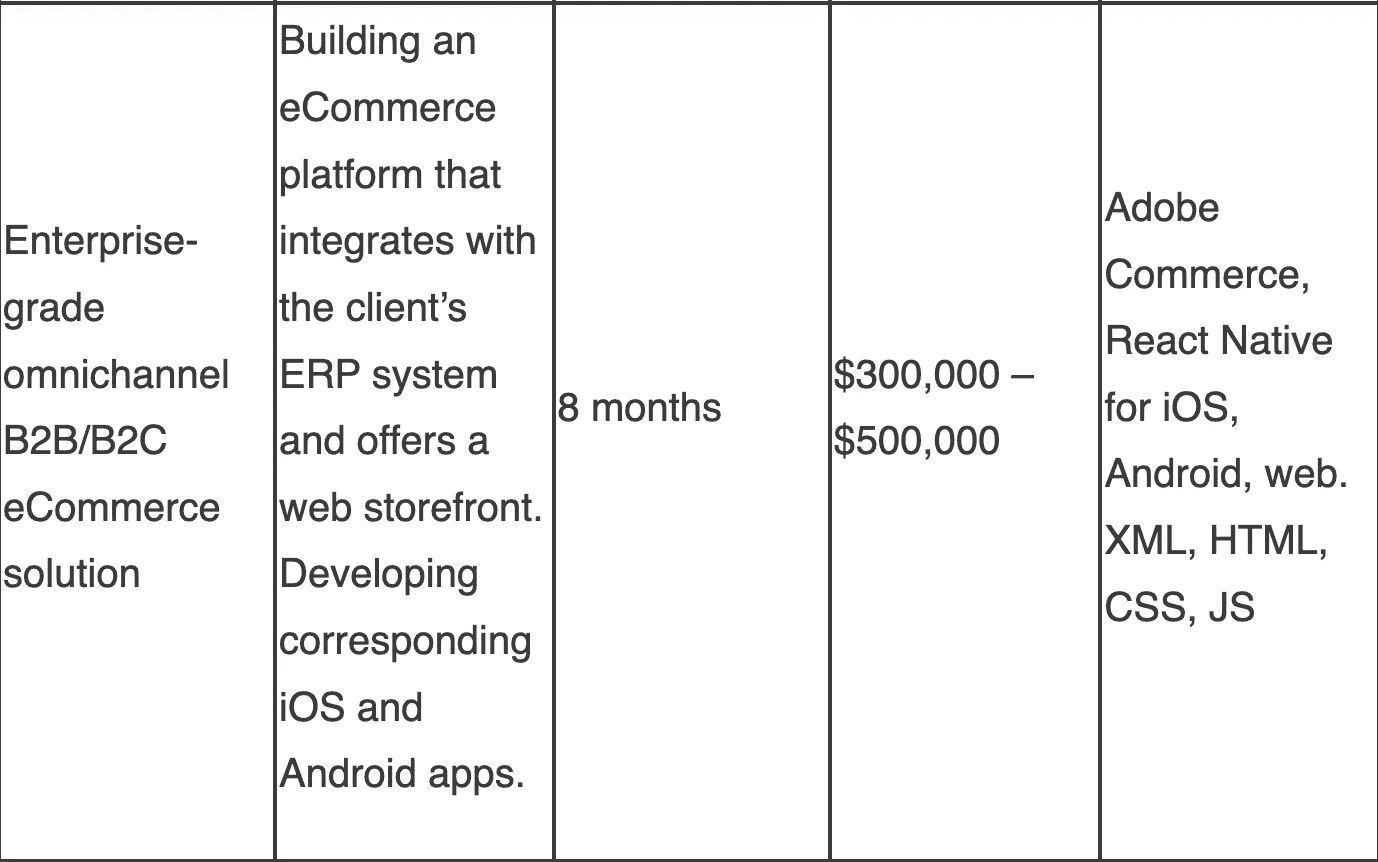 Enterprise-
grade
omnichannel
B2B/B2C
eCommerce
solution
Building an
eCommerce
platform that
integrates with
the client’s
ERP system
and offers a
web storefront.
Developing
corresponding
iOS and
Android apps.
8 months
$300,000 –
$500,000
Adobe
Commerce,
React Native
for iOS,
Android, web.
XML, HTML,
CSS, JS